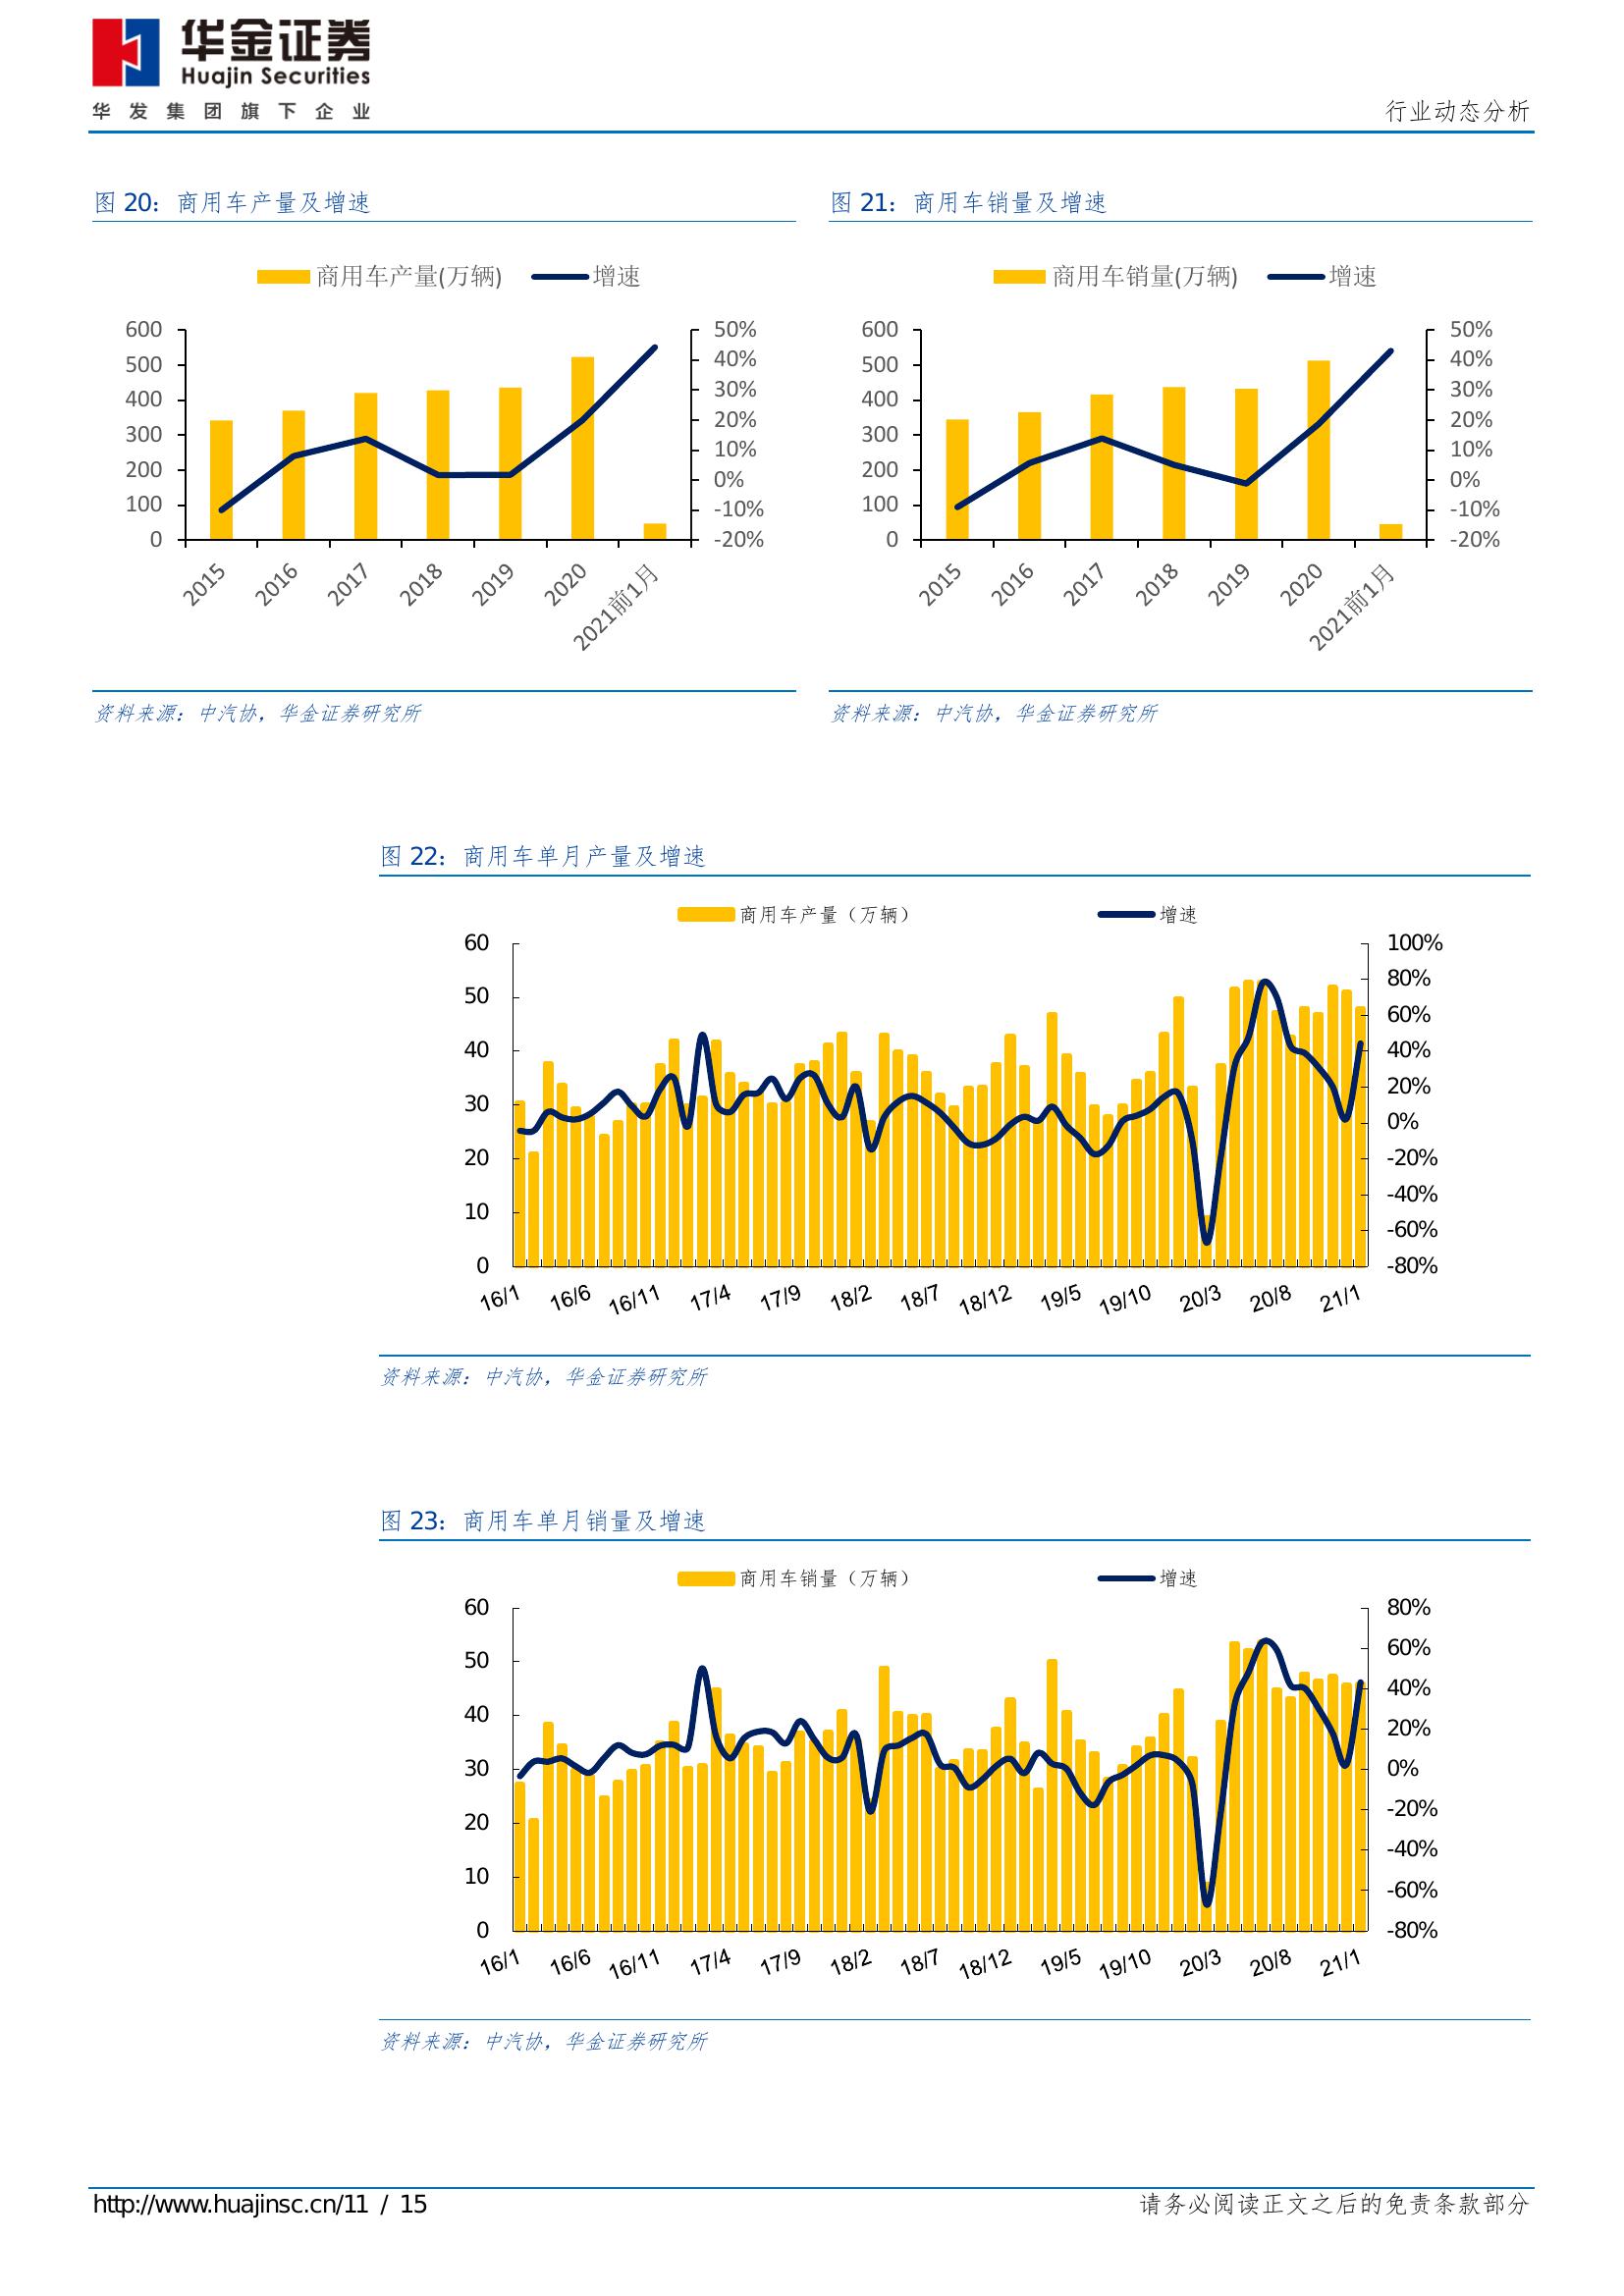 华金证券
Huajin Securities
华发集团旗下企业
行业动态分析
图 20：商用车产量及增速
商用车产量(万辆) 增速
600
500
400
300
200
100
0
50%
40%
30%
20%
10%
0%
-10%
-20%
2015 2016 2017 2018 2019 2020 2021前1月
资料来源：中汽协，华金证券研究所
图 21：商用车销量及增速
商用车销量(万辆) 增速
600
500
400
300
200
100
0
50%
40%
30%
20%
10%
0%
-10%
-20%
2015 2016 2017 2018 2019 2020 2021前1月
资料来源：中汽协，华金证券研究所
图 22：商用车单月产量及增速
商用车产量（万辆） 增速
60
50
40
30
20
10
0
100%
80%
60%
40%
20%
0%
-20%
-40%
-60%
-80%
16/1 16/6 16/11 17/4 17/9 18/2 18/7 18/12 19/5 19/10 20/3 20/8 21/1
资料来源：中汽协，华金证券研究所
图 23：商用车单月销量及增速
商用车销量（万辆） 增速
60
50
40
30
20
10
0
80%
60%
40%
20%
0%
-20%
-40%
-60%
-80%
16/1 16/6 16/11 17/4 17/9 18/2 18/7 18/12 19/5 19/10 20/3 20/8 21/1
资料来源：中汽协，华金证券研究所
http://www.huajinsc.cn/11 / 15
请务必阅读正文之后的免责条款部分